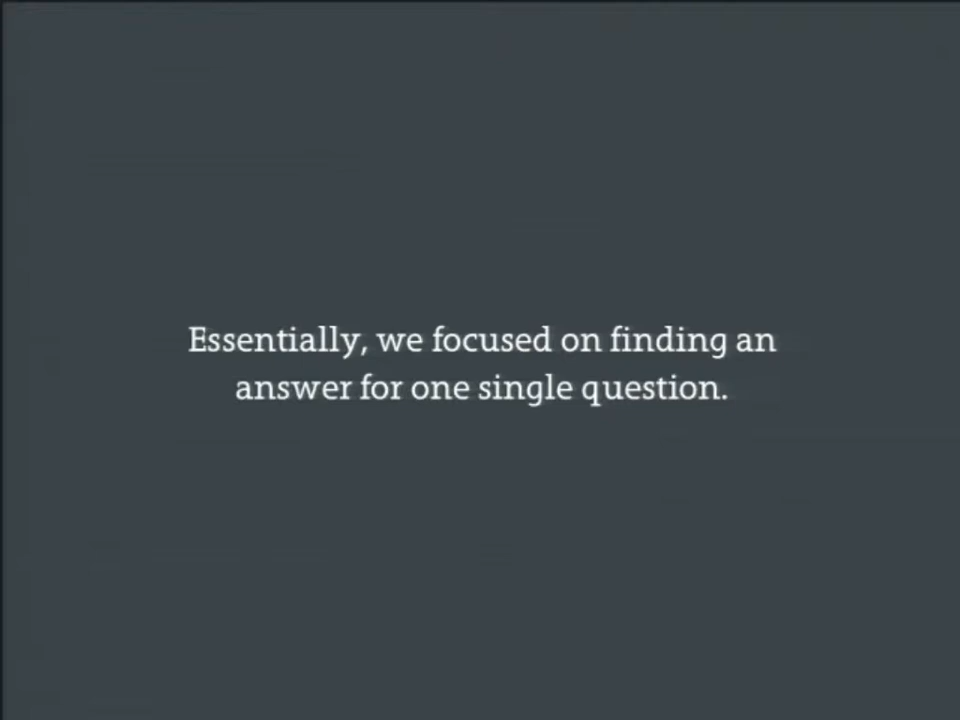 Essentially, we focused on finding an
answer for one single question.